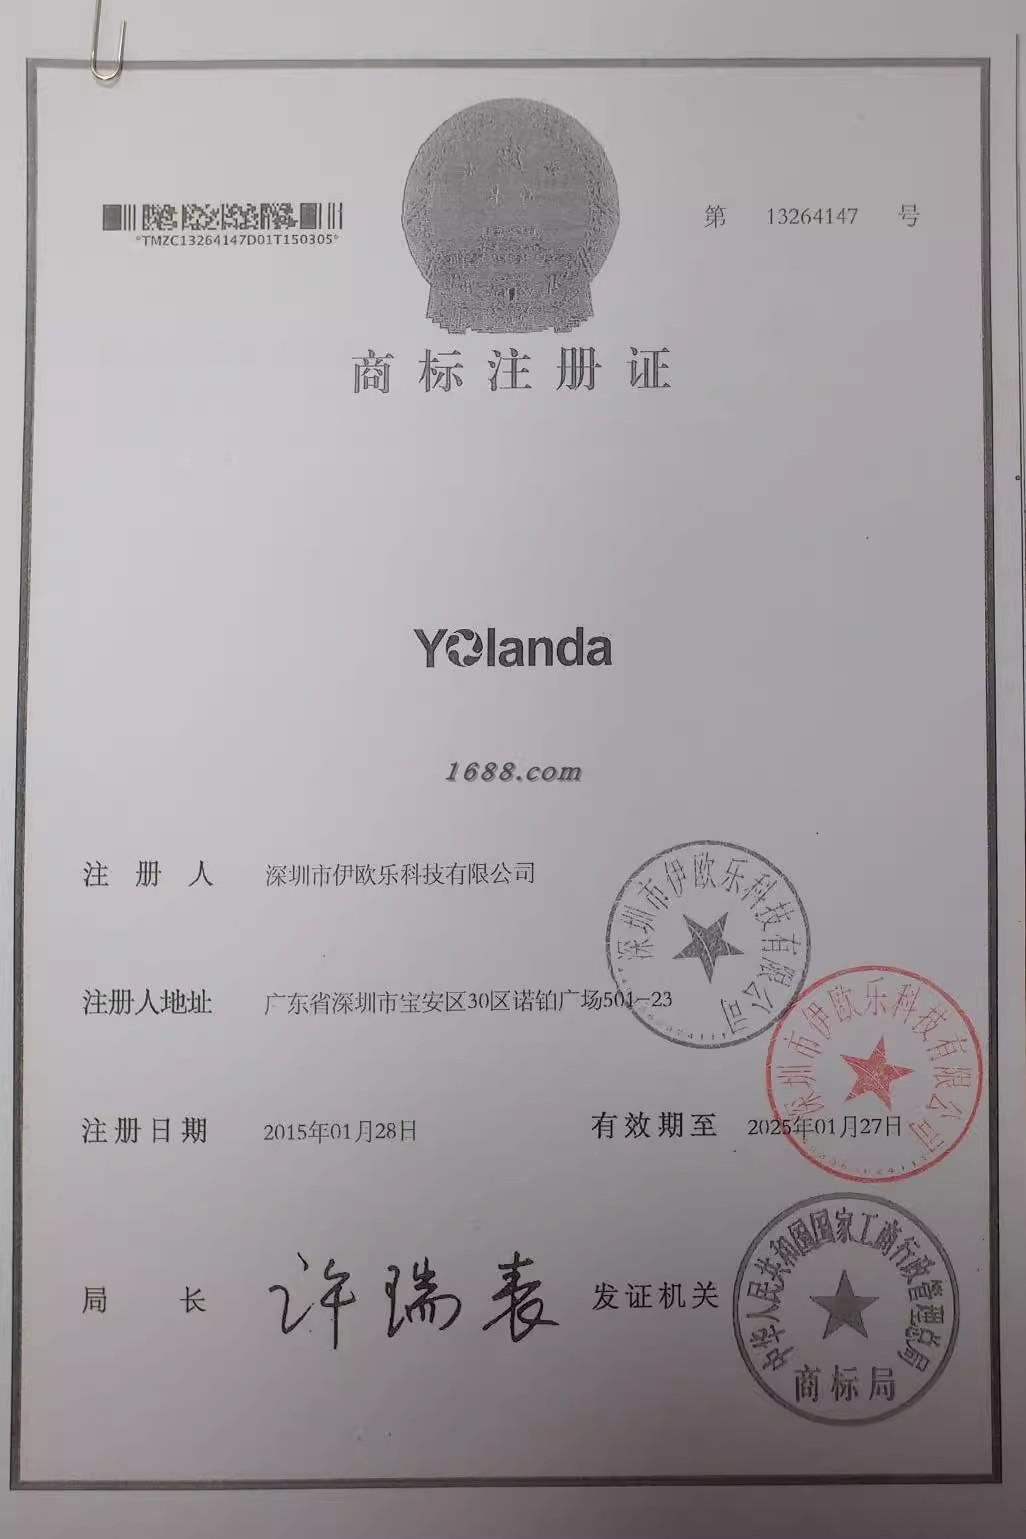 第 13264147 号
*TMZC13264147D01T150305*
商标注册证
Yolanda
1688.com
注册人 深圳市伊欧乐科技有限公司
深圳市伊欧乐科技有限公司
注册人地址 广东省深圳市宝安区30区诺铂广场501-23
深圳市伊欧乐科技有限公司
注册日期 2015年01月28日 有效期至 2025年01月27日
局长 许瑞表 发证机关
中华人民共和国国家工商行政管理总局
商标局